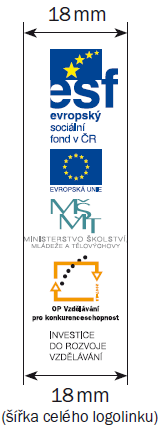 18 mm
esf
evropský
sociální
fond v ČR
EVROPSKÁ UNIE
MŠMT
MINISTERSTVO ŠKOLSTVÍ,
MLÁDEŽE A TĚLOVÝCHOVY
OP Vzdělávání
pro konkurenceschopnost
INVESTICE
DO ROZVOJE
VZDĚLÁVÁNÍ
18 mm
(šířka celého logolinku)